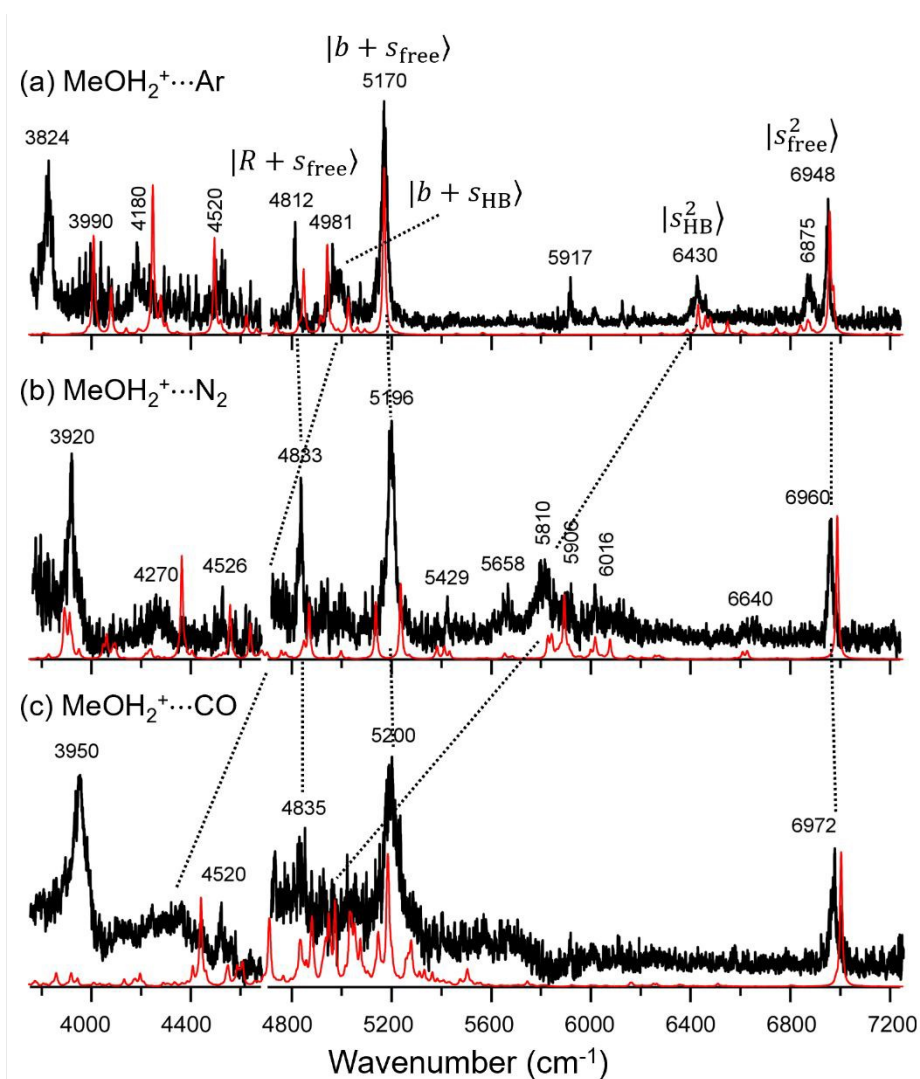 |b + s_free⟩
(a) MeOH₂⁺···Ar
5170
3824
|R + s_free⟩
|s²_free⟩
|b + s_HB⟩
6948
4812
|s²_HB⟩
3990
4180
4520
4981
5917
6430
6875
(b) MeOH₂⁺···N₂
5196
3920
4833
6960
4270
4526
5429
5658
5810
5906
6016
6640
(c) MeOH₂⁺···CO
3950
5200
4835
6972
4520
4000 4400 4800 5200 5600 6000 6400 6800 7200
Wavenumber (cm⁻¹)